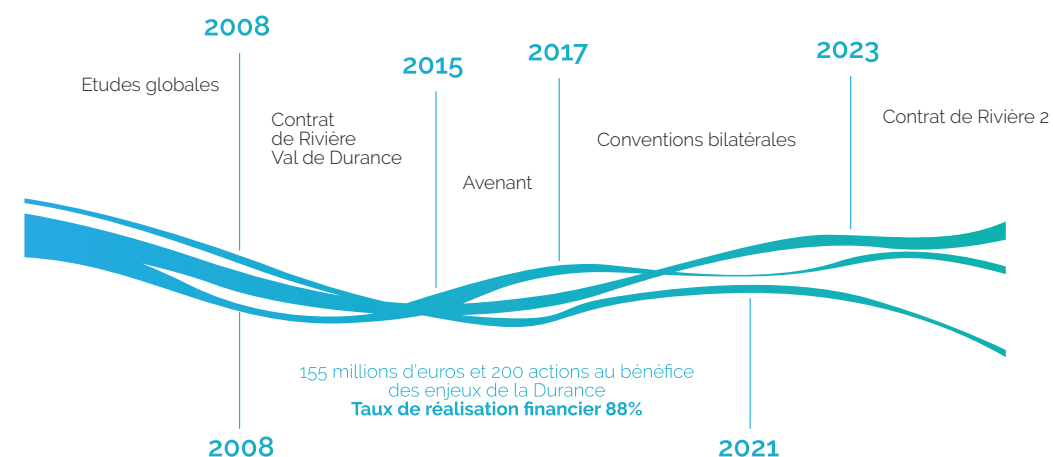 2008
Etudes globales
Contrat
de Rivière
Val de Durance
2015
Avenant
2017
Conventions bilatérales
2023
Contrat de Rivière 2
155 millions d'euros et 200 actions au bénéfice
des enjeux de la Durance
Taux de réalisation financier 88%
2008
2021